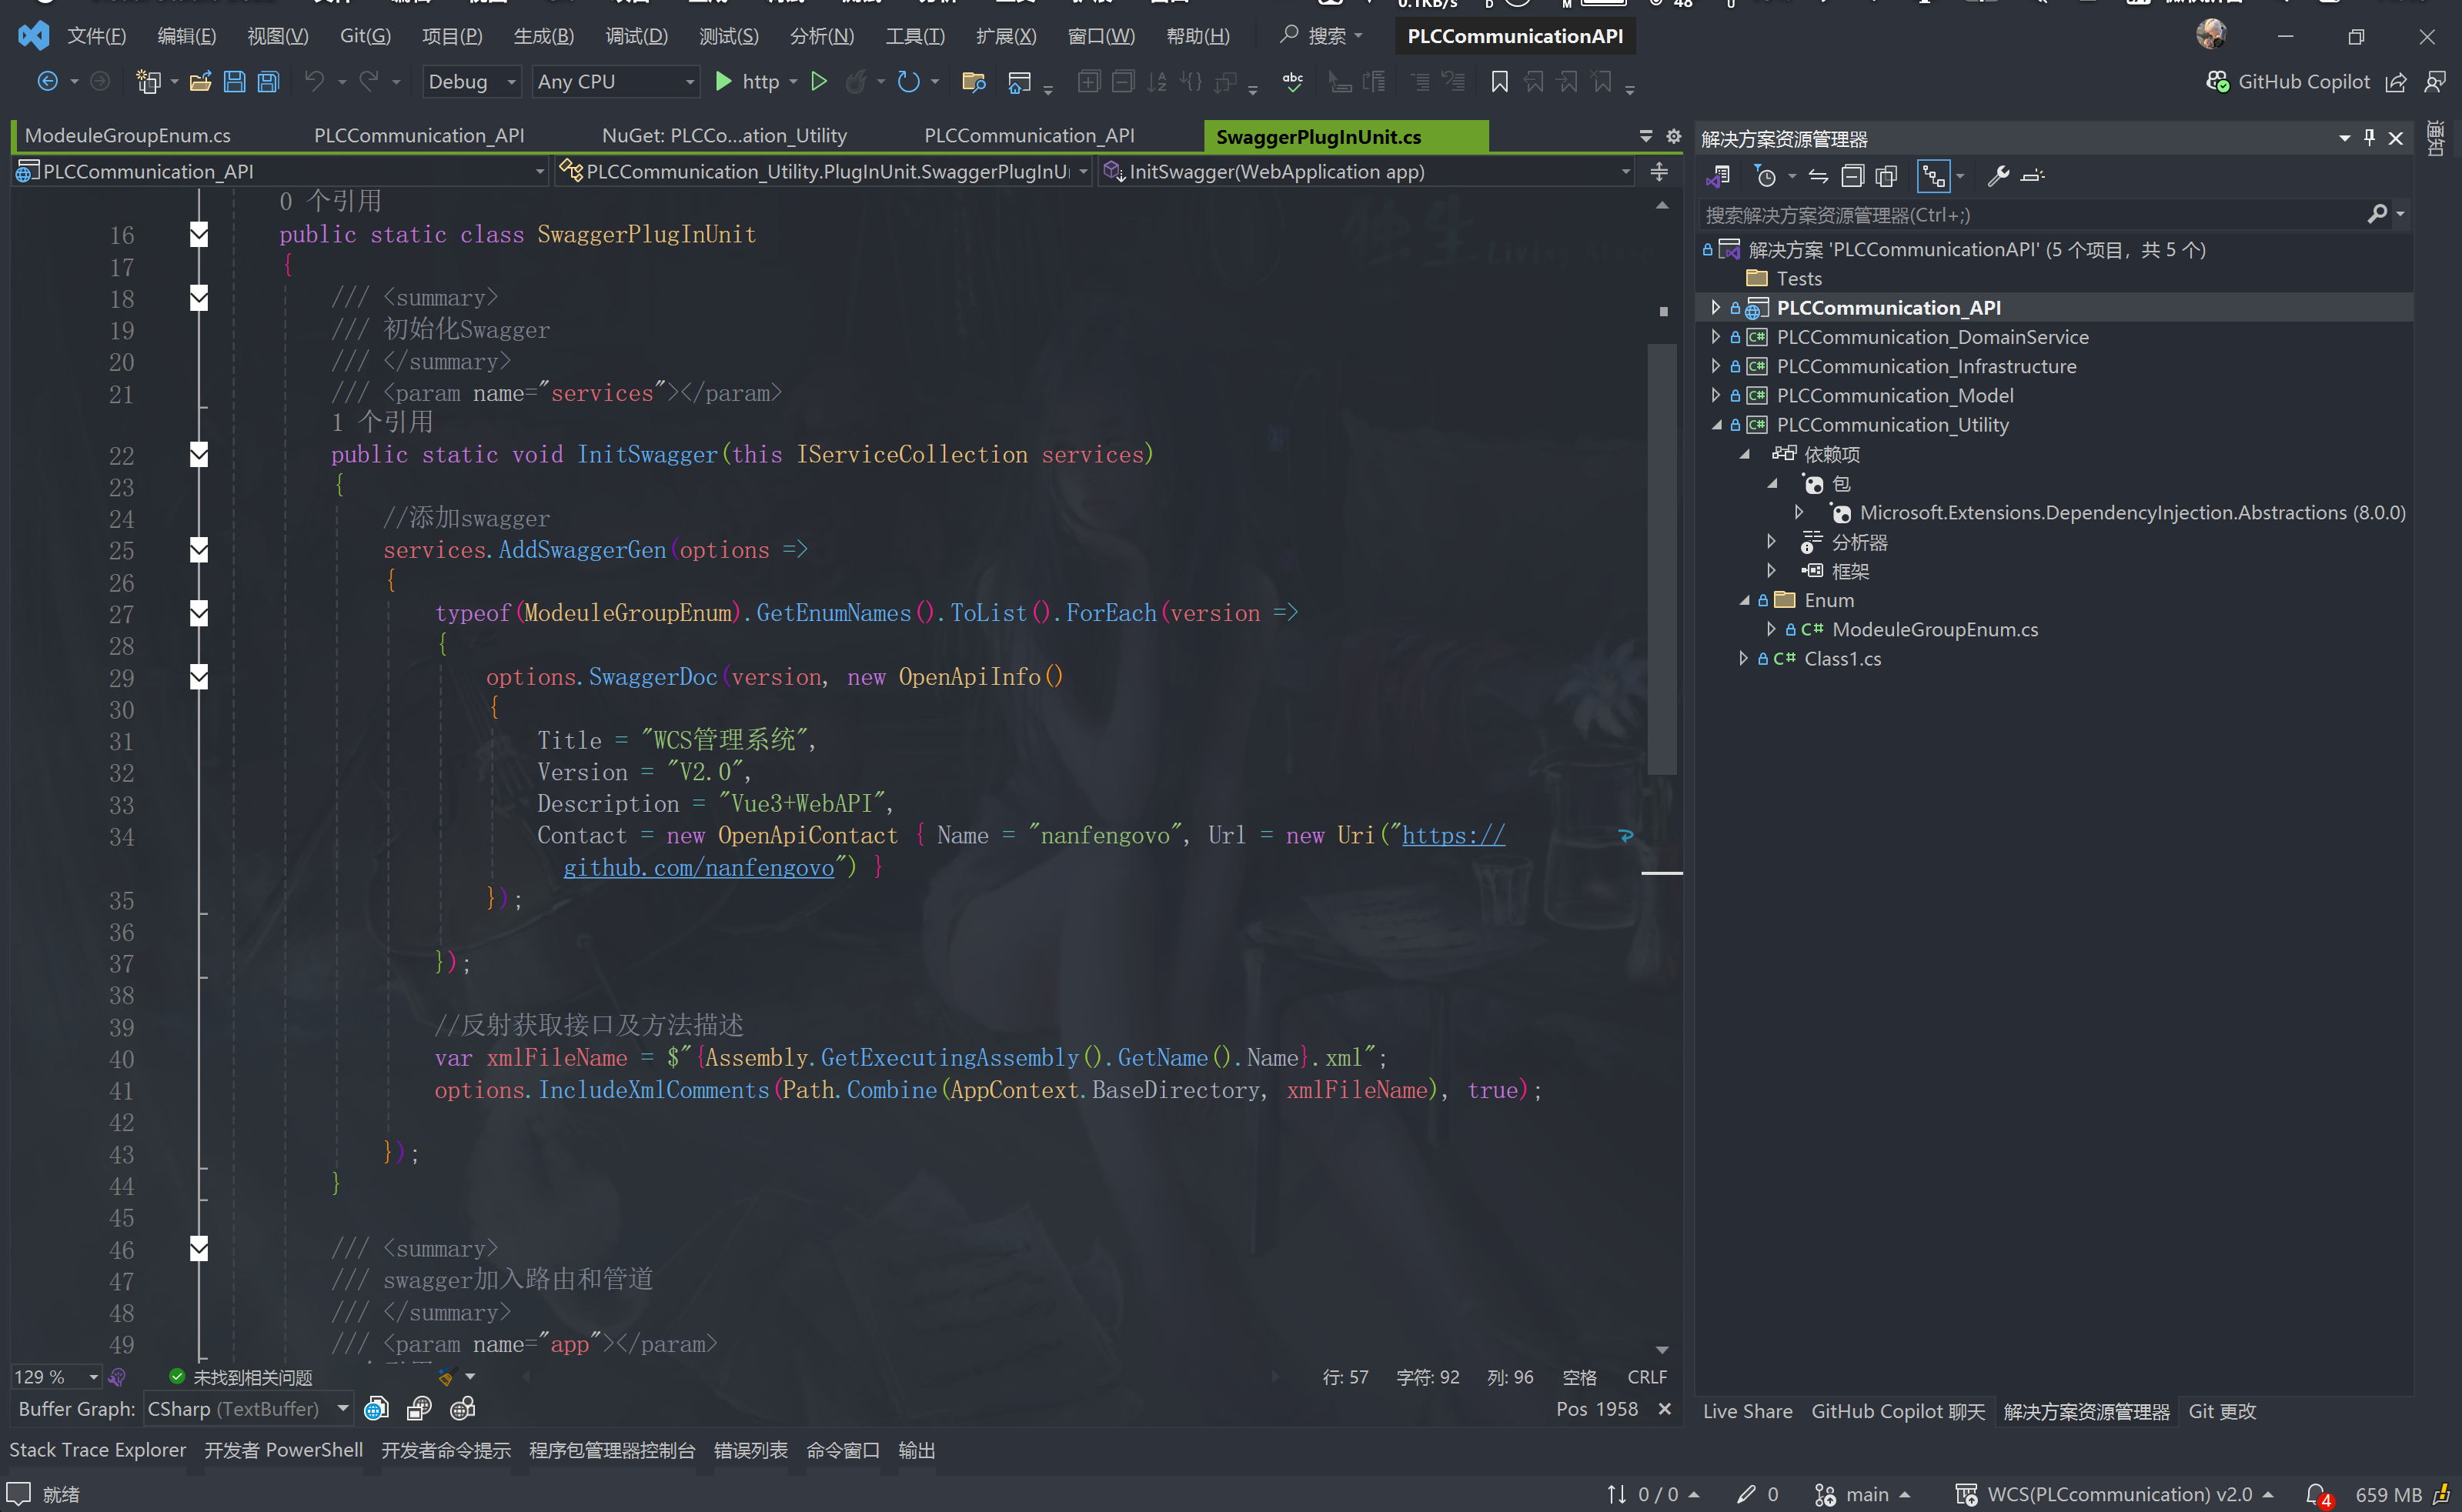 文件(F) 编辑(E) 视图(V) Git(G) 项目(P) 生成(B) 调试(D) 测试(S) 分析(N) 工具(T) 扩展(X) 窗口(W) 帮助(H) 搜索 PLCCommunicationAPI
Debug Any CPU http GitHub Copilot
ModeuleGroupEnum.cs PLCCommunication_API NuGet: PLCCo...ation_Utility PLCCommunication_API SwaggerPlugInUnit.cs
PLCCommunication_API PLCCommunication_Utility.PlugInUnit.SwaggerPlugInU InitSwagger(WebApplication app)
0 个引用
16 public static class SwaggerPlugInUnit
17 {
18 /// <summary>
19 /// 初始化Swagger
20 /// </summary>
21 /// <param name="services"></param>
1 个引用
22 public static void InitSwagger(this IServiceCollection services)
23 {
24 //添加swagger
25 services.AddSwaggerGen(options =>
26 {
27 typeof(ModeuleGroupEnum).GetEnumNames().ToList().ForEach(version =>
28 {
29 options.SwaggerDoc(version, new OpenApiInfo()
30 {
31 Title = "WCS管理系统",
32 Version = "V2.0",
33 Description = "Vue3+WebAPI",
34 Contact = new OpenApiContact { Name = "nanfengovo", Url = new Uri("https://
github.com/nanfengovo") }
35 });
36
37 });
38
39 //反射获取接口及方法描述
40 var xmlFileName = $"{Assembly.GetExecutingAssembly().GetName().Name}.xml";
41 options.IncludeXmlComments(Path.Combine(AppContext.BaseDirectory, xmlFileName), true);
42
43 });
44 }
45
46 /// <summary>
47 /// swagger加入路由和管道
48 /// </summary>
49 /// <param name="app"></param>
129 % 未找到相关问题 行: 57 字符: 92 列: 96 空格 CRLF
Buffer Graph: CSharp (TextBuffer) Pos 1958
Stack Trace Explorer 开发者 PowerShell 开发者命令提示 程序包管理器控制台 错误列表 命令窗口 输出
解决方案资源管理器
通知
搜索解决方案资源管理器(Ctrl+;)
解决方案 'PLCCommunicationAPI' (5 个项目，共 5 个)
Tests
PLCCommunication_API
C# PLCCommunication_DomainService
C# PLCCommunication_Infrastructure
C# PLCCommunication_Model
C# PLCCommunication_Utility
依赖项
包
Microsoft.Extensions.DependencyInjection.Abstractions (8.0.0)
分析器
框架
Enum
C# ModeuleGroupEnum.cs
C# Class1.cs
Live Share GitHub Copilot 聊天 解决方案资源管理器 Git 更改
就绪 0 / 0 0 main WCS(PLCcommunication) v2.0 4 659 MB